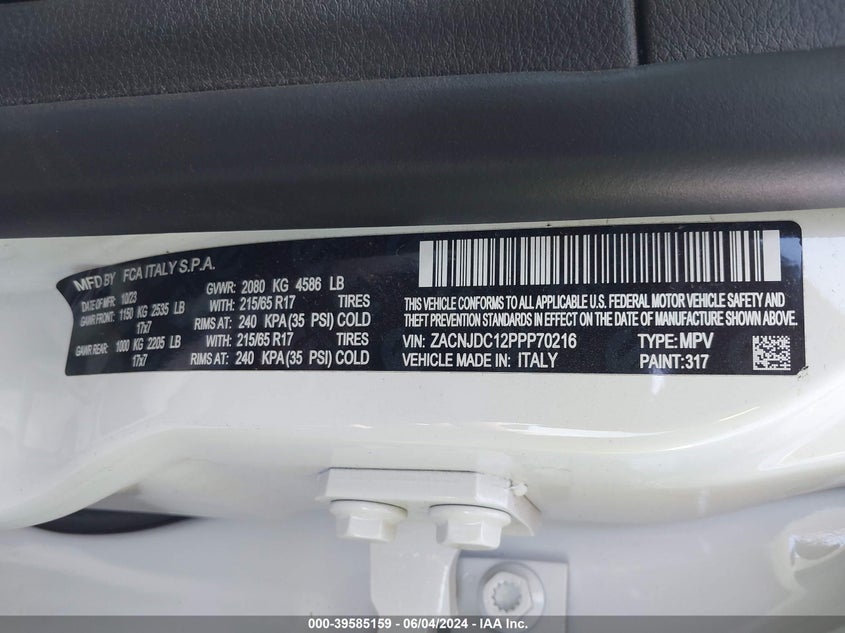 MFD BY FCA ITALY S.P.A.
DATE OF MFR 10/23 GVWR: 2080 KG 4586 LB
GAWR FRONT: 1150 KG 2535 LB WITH: 215/65 R17 TIRES
17x7 RIMS AT: 240 KPA(35 PSI) COLD
GAWR REAR: 1000 KG 2205 LB WITH: 215/65 R17 TIRES
17x7 RIMS AT: 240 KPA(35 PSI) COLD
THIS VEHICLE CONFORMS TO ALL APPLICABLE U.S. FEDERAL MOTOR VEHICLE SAFETY AND
THEFT PREVENTION STANDARDS IN EFFECT ON THE DATE OF MANUFACTURE SHOWN ABOVE.
VIN: ZACNJDC12PPP70216 TYPE: MPV
VEHICLE MADE IN: ITALY PAINT:317
000-39585159 - 06/04/2024 - IAA Inc.